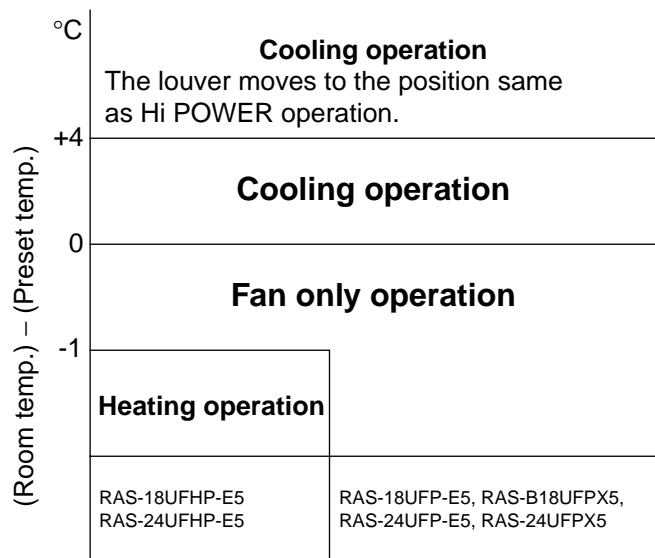 °C
Cooling operation
The louver moves to the position same
as Hi POWER operation.
+4
Cooling operation
0
Fan only operation
-1
Heating operation
(Room temp.) – (Preset temp.)
RAS-18UFHP-E5
RAS-24UFHP-E5
RAS-18UFP-E5, RAS-B18UFPX5,
RAS-24UFP-E5, RAS-24UFPX5